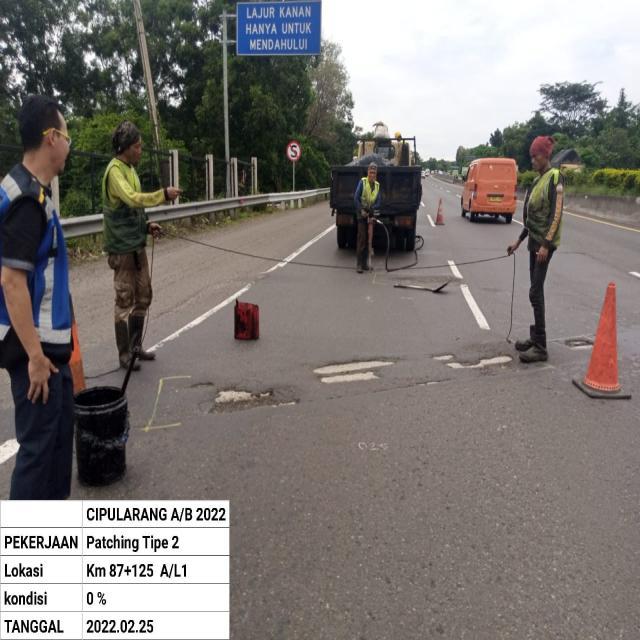 LAJUR KANAN
HANYA UNTUK
MENDAHULUI
S
CIPULARANG A/B 2022
PEKERJAAN Patching Tipe 2
Lokasi Km 87+125 A/L1
kondisi 0 %
TANGGAL 2022.02.25